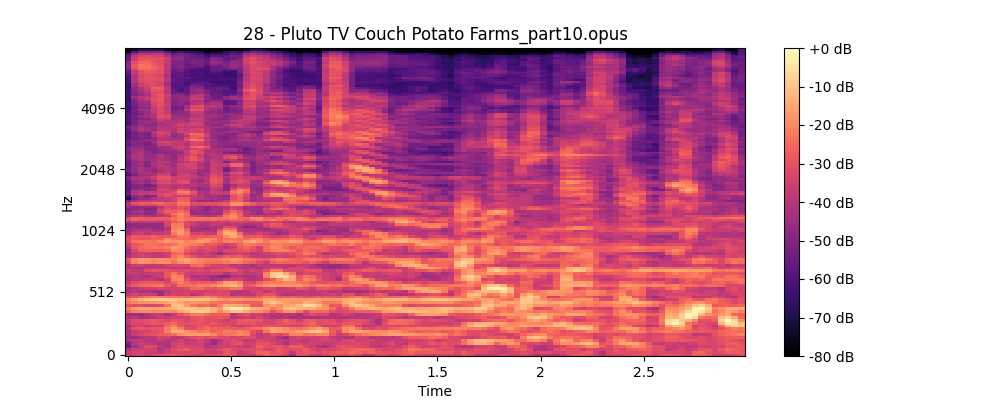 28 - Pluto TV Couch Potato Farms_part10.opus
+0 dB
-10 dB
-20 dB
-30 dB
-40 dB
-50 dB
-60 dB
-70 dB
-80 dB
4096
2048
1024
512
0
Hz
0 0.5 1 1.5 2 2.5
Time